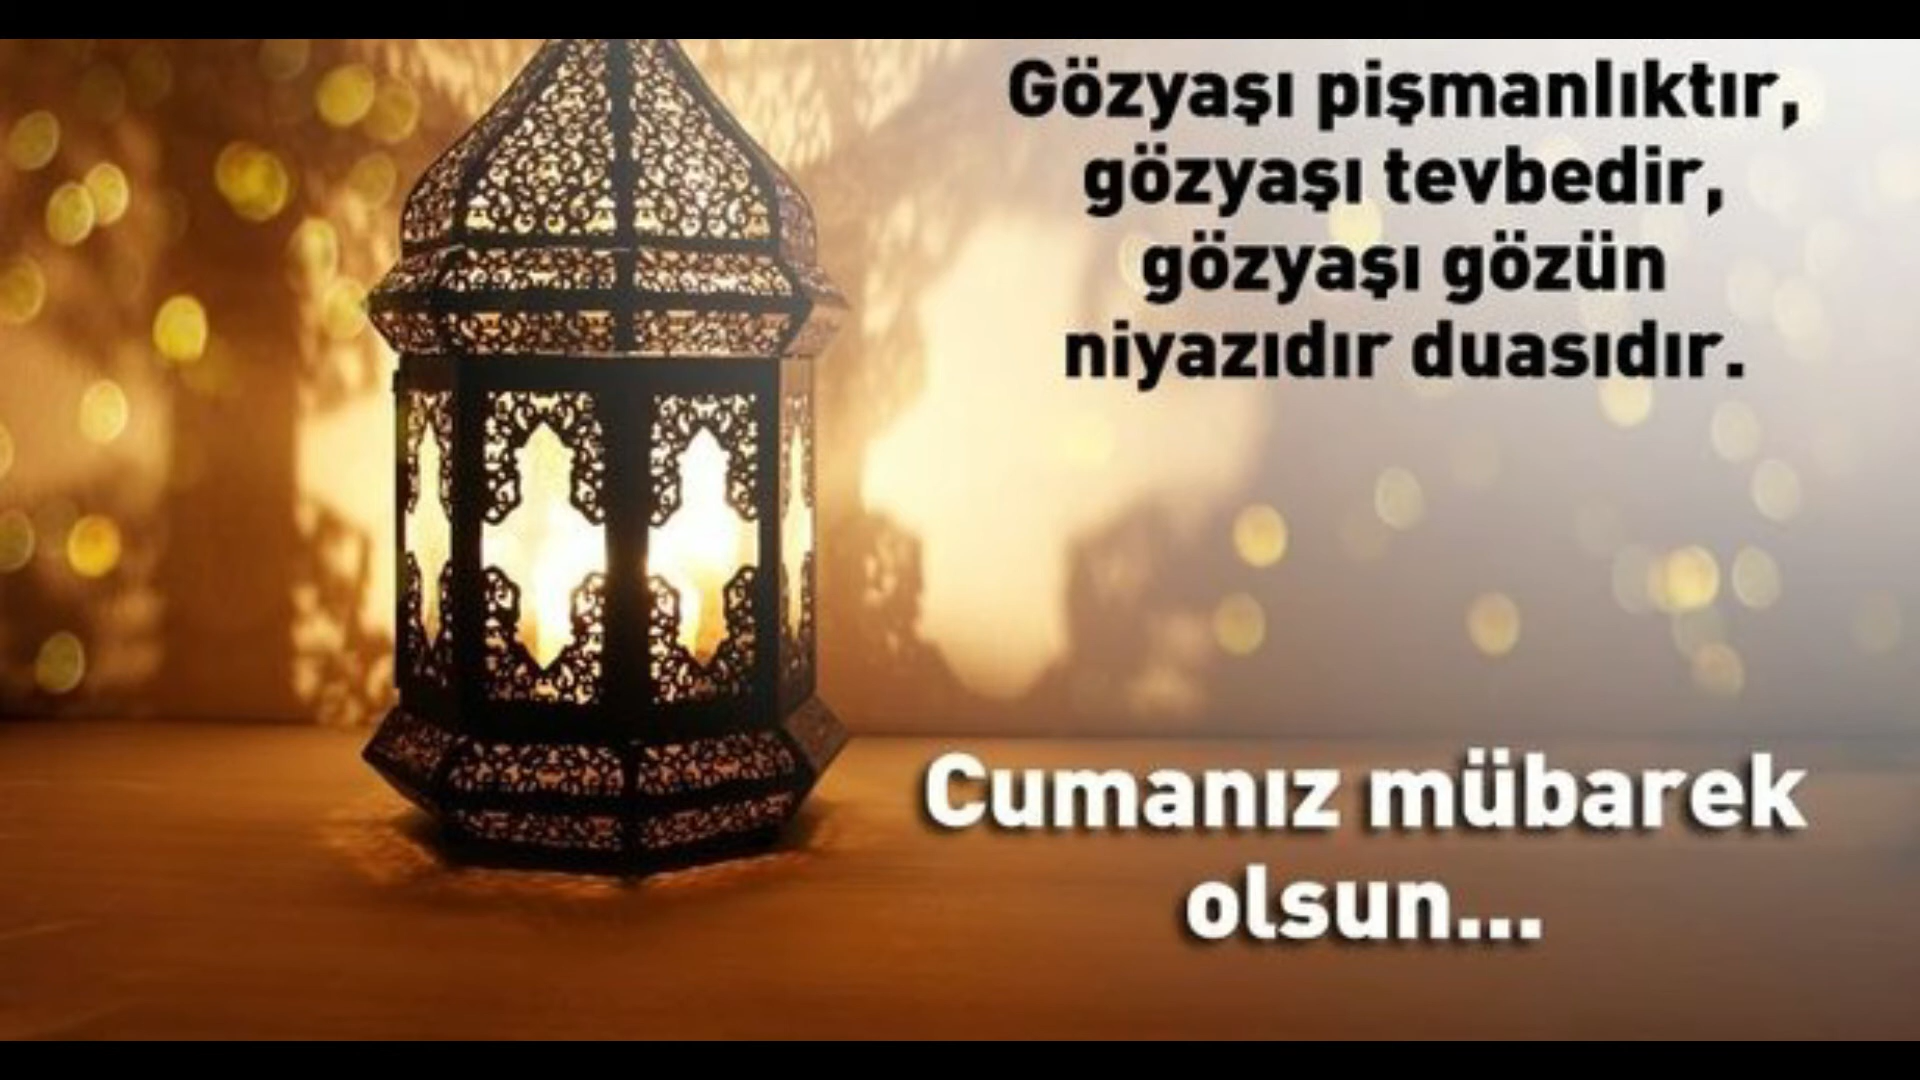 Gözyaşı pişmanlıktır,
gözyaşı tevbedir,
gözyaşı gözün
niyazıdır duasıdır.
Cumanız mübarek
olsun...